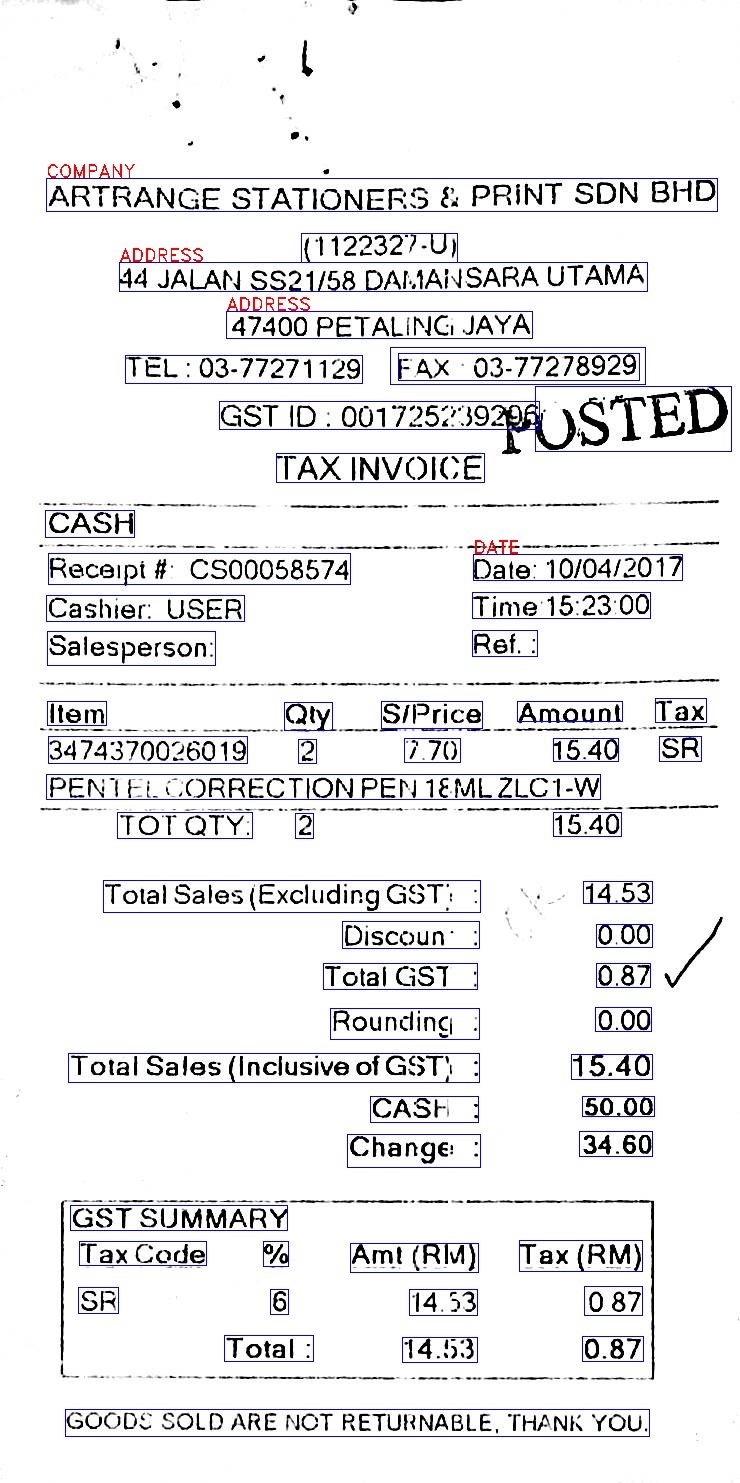 COMPANY
ARTRANGE STATIONERS & PRINT SDN BHD
(1122327-U)
ADDRESS
44 JALAN SS21/58 DAMANSARA UTAMA
ADDRESS
47400 PETALING JAYA
TEL : 03-77271129 FAX : 03-77278929
GST ID : 001725239296 POSTED
TAX INVOICE
CASH
DATE
Receipt #: CS00058574 Date: 10/04/2017
Cashier: USER Time:15:23:00
Salesperson: Ref. :
Item Qty S/Price Amount Tax
3474370026019 2 7.70 15.40 SR
PENTEL CORRECTION PEN 18ML ZLC1-W
TOT QTY: 2 15.40
Total Sales (Excluding GST) : 14.53
Discount : 0.00
Total GST : 0.87
Rounding : 0.00
Total Sales (Inclusive of GST) : 15.40
CASH : 50.00
Change : 34.60
GST SUMMARY
Tax Code % Amt (RM) Tax (RM)
SR 6 14.53 0.87
Total : 14.53 0.87
GOODS SOLD ARE NOT RETURNABLE, THANK YOU.